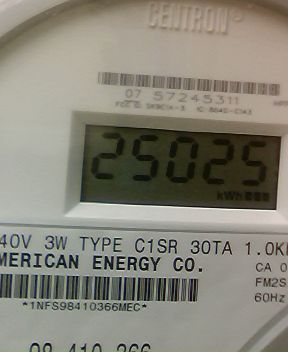 CENTRON®
07 57245311
25025
kWh
40V 3W TYPE C1SR 30TA 1.0K
MERICAN ENERGY CO.
CA 0
FM2S
60Hz
*1NFS98410366MEC*
98 410 366